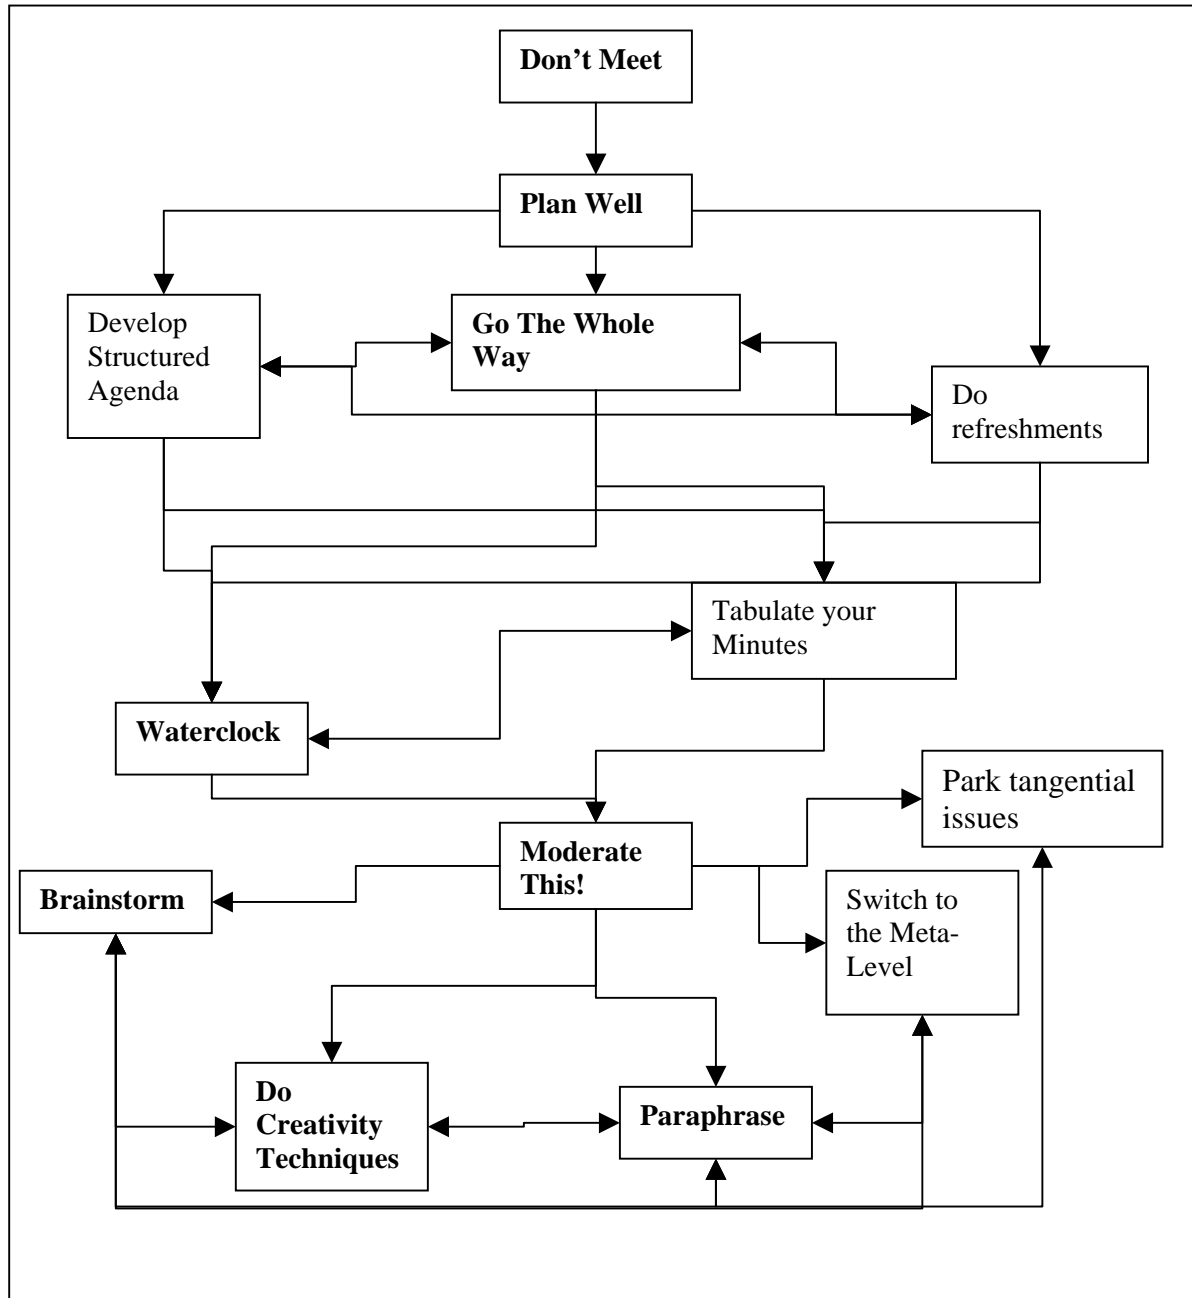 Don’t Meet
Plan Well
Develop
Structured
Agenda
Go The Whole
Way
Do
refreshments
Tabulate your
Minutes
Waterclock
Park tangential
issues
Moderate
This!
Brainstorm
Switch to
the Meta-
Level
Do
Creativity
Techniques
Paraphrase